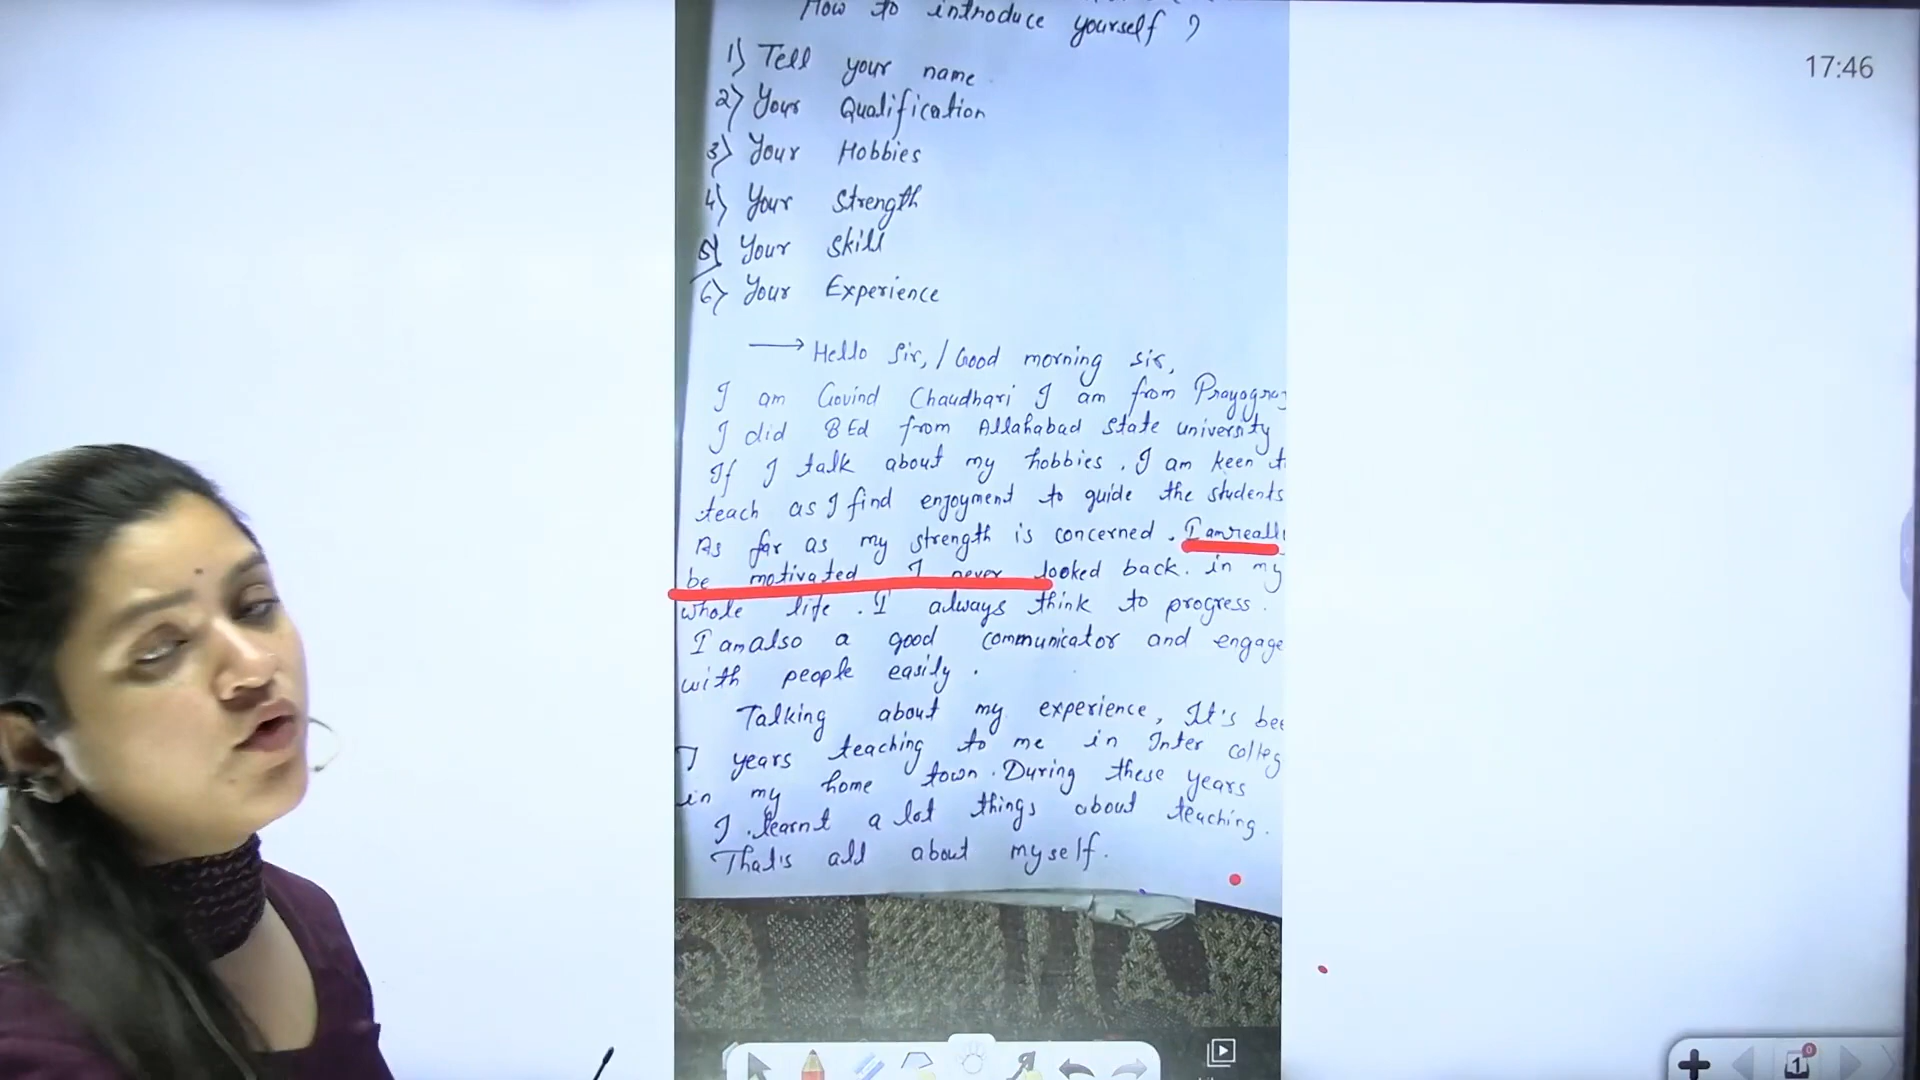 How to introduce yourself ?
17:46
1) Tell your name
2) Your Qualification
3) Your Hobbies
4) Your Strength
5) Your Skill
6) Your Experience
→ Hello Sir, / Good morning sir,
I am Govind Chaudhari I am from
I did BEd from Allahabad State university
If I talk about my hobbies . I am keen
teach as I find enjoyment to guide the students
As far as my strength is concerned . I am
be motivated I never looked back. in my
whole life . I always think to progress .
I am also a good communicator and engage
with people easily .
Talking about my experience, It's
years teaching to me in Inter
in my home town . During these years
I learnt a lot things about teaching .
That's all about myself .
1
0